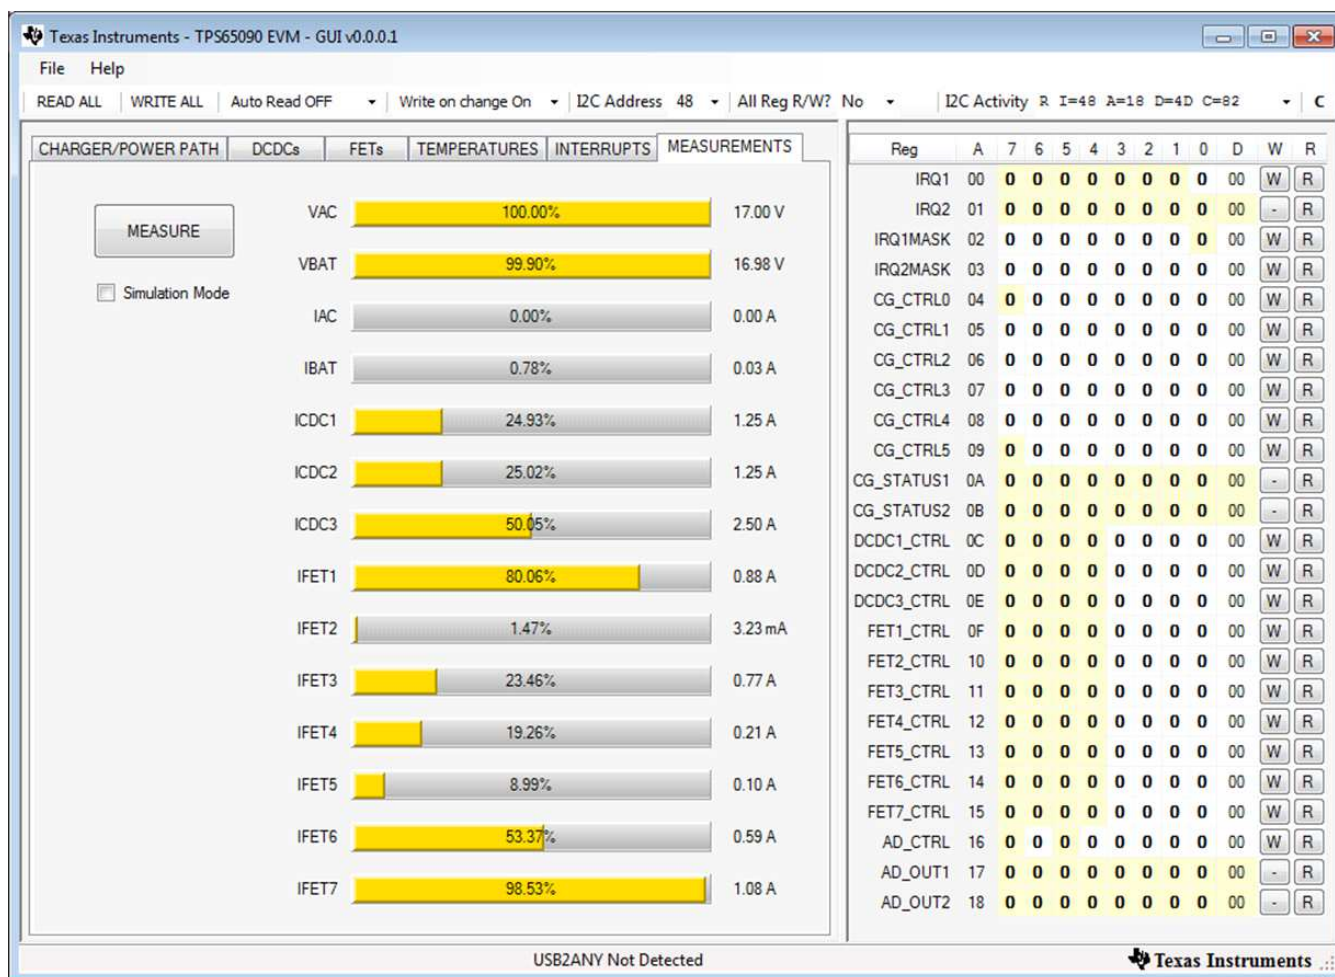 Texas Instruments - TPS65090 EVM - GUI v0.0.0.1
File Help
READ ALL WRITE ALL Auto Read OFF Write on change On I2C Address 48 All Reg R/W? No I2C Activity R I=48 A=18 D=4D C=82 C
CHARGER/POWER PATH DCDCs FETs TEMPERATURES INTERRUPTS MEASUREMENTS
MEASURE
Simulation Mode
VAC 100.00% 17.00 V
VBAT 99.90% 16.98 V
IAC 0.00% 0.00 A
IBAT 0.78% 0.03 A
ICDC1 24.93% 1.25 A
ICDC2 25.02% 1.25 A
ICDC3 50.05% 2.50 A
IFET1 80.06% 0.88 A
IFET2 1.47% 3.23 mA
IFET3 23.46% 0.77 A
IFET4 19.26% 0.21 A
IFET5 8.99% 0.10 A
IFET6 53.37% 0.59 A
IFET7 98.53% 1.08 A
Reg A 7 6 5 4 3 2 1 0 D W R
IRQ1 00 0 0 0 0 0 0 0 0 00 W R
IRQ2 01 0 0 0 0 0 0 0 0 00 - R
IRQ1MASK 02 0 0 0 0 0 0 0 0 00 W R
IRQ2MASK 03 0 0 0 0 0 0 0 0 00 W R
CG_CTRL0 04 0 0 0 0 0 0 0 0 00 W R
CG_CTRL1 05 0 0 0 0 0 0 0 0 00 W R
CG_CTRL2 06 0 0 0 0 0 0 0 0 00 W R
CG_CTRL3 07 0 0 0 0 0 0 0 0 00 W R
CG_CTRL4 08 0 0 0 0 0 0 0 0 00 W R
CG_CTRL5 09 0 0 0 0 0 0 0 0 00 W R
CG_STATUS1 0A 0 0 0 0 0 0 0 0 00 - R
CG_STATUS2 0B 0 0 0 0 0 0 0 0 00 - R
DCDC1_CTRL 0C 0 0 0 0 0 0 0 0 00 W R
DCDC2_CTRL 0D 0 0 0 0 0 0 0 0 00 W R
DCDC3_CTRL 0E 0 0 0 0 0 0 0 0 00 W R
FET1_CTRL 0F 0 0 0 0 0 0 0 0 00 W R
FET2_CTRL 10 0 0 0 0 0 0 0 0 00 W R
FET3_CTRL 11 0 0 0 0 0 0 0 0 00 W R
FET4_CTRL 12 0 0 0 0 0 0 0 0 00 W R
FET5_CTRL 13 0 0 0 0 0 0 0 0 00 W R
FET6_CTRL 14 0 0 0 0 0 0 0 0 00 W R
FET7_CTRL 15 0 0 0 0 0 0 0 0 00 W R
AD_CTRL 16 0 0 0 0 0 0 0 0 00 W R
AD_OUT1 17 0 0 0 0 0 0 0 0 00 - R
AD_OUT2 18 0 0 0 0 0 0 0 0 00 - R
USB2ANY Not Detected
Texas Instruments